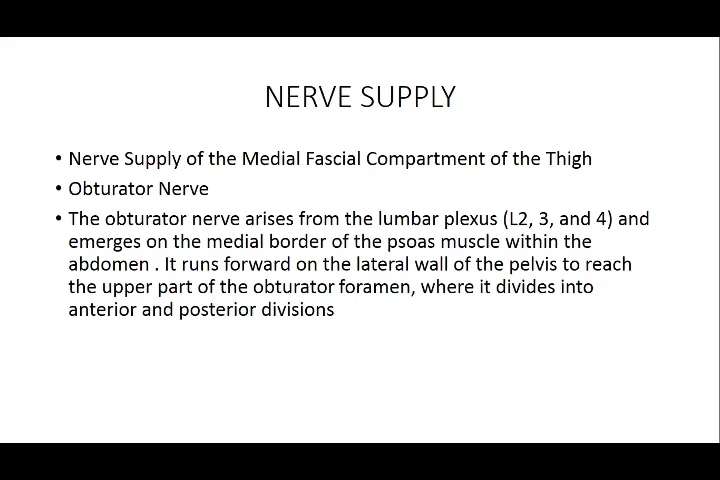 NERVE SUPPLY
• Nerve Supply of the Medial Fascial Compartment of the Thigh
• Obturator Nerve
• The obturator nerve arises from the lumbar plexus (L2, 3, and 4) and
emerges on the medial border of the psoas muscle within the
abdomen . It runs forward on the lateral wall of the pelvis to reach
the upper part of the obturator foramen, where it divides into
anterior and posterior divisions